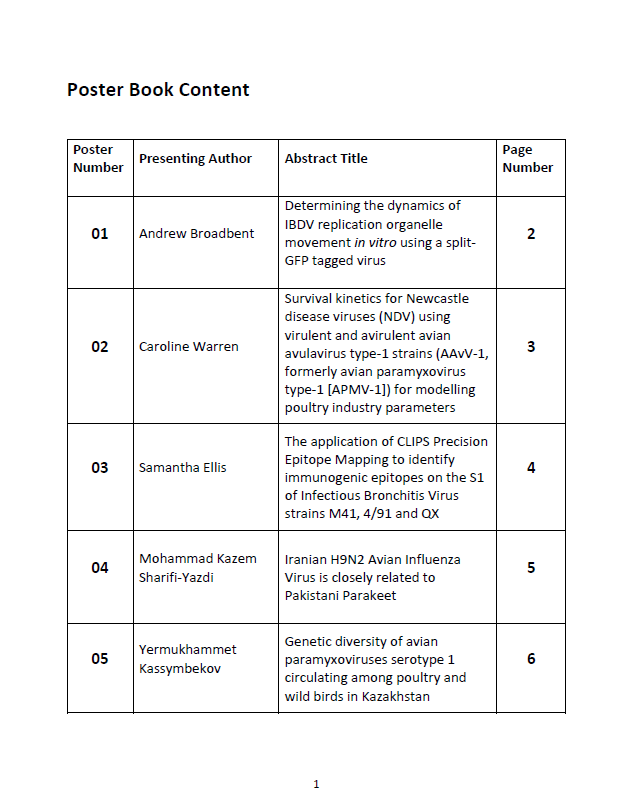 Poster Book Content
Poster
Number
Presenting Author
Abstract Title
Page
Number
01
Andrew Broadbent
Determining the dynamics of
IBDV replication organelle
movement in vitro using a split-
GFP tagged virus
2
02
Caroline Warren
Survival kinetics for Newcastle
disease viruses (NDV) using
virulent and avirulent avian
avulavirus type-1 strains (AAvV-1,
formerly avian paramyxovirus
type-1 [APMV-1]) for modelling
poultry industry parameters
3
03
Samantha Ellis
The application of CLIPS Precision
Epitope Mapping to identify
immunogenic epitopes on the S1
of Infectious Bronchitis Virus
strains M41, 4/91 and QX
4
04
Mohammad Kazem
Sharifi-Yazdi
Iranian H9N2 Avian Influenza
Virus is closely related to
Pakistani Parakeet
5
05
Yermukhammet
Kassymbekov
Genetic diversity of avian
paramyxoviruses serotype 1
circulating among poultry and
wild birds in Kazakhstan
6
1